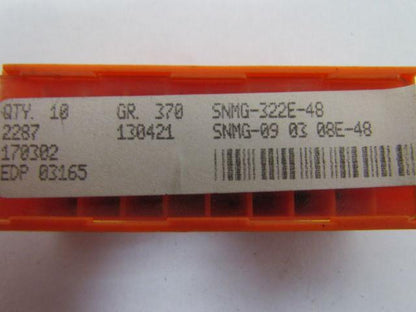 QTY. 10 GR. 370 SNMG-322E-48
2287 130421 SNMG-09 03 08E-48
170302
EDP 03165